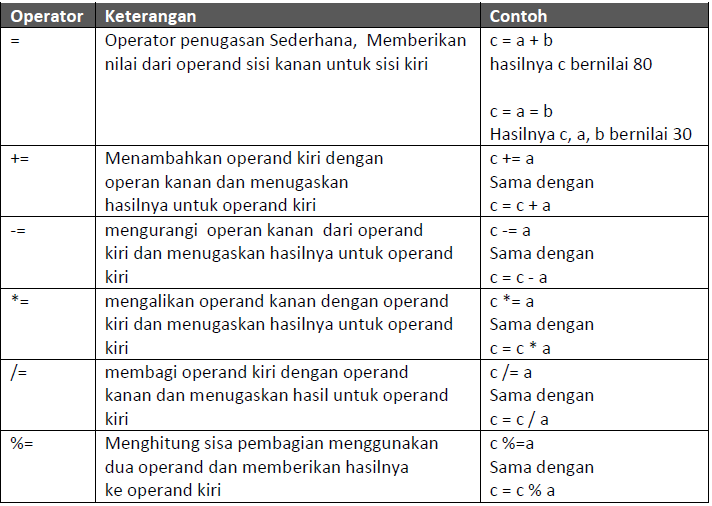 Operator Keterangan Contoh
= Operator penugasan Sederhana, Memberikan c = a + b
nilai dari operand sisi kanan untuk sisi kiri hasilnya c bernilai 80
c = a = b
Hasilnya c, a, b bernilai 30
+= Menambahkan operand kiri dengan c += a
operan kanan dan menugaskan Sama dengan
hasilnya untuk operand kiri c = c + a
-= mengurangi operan kanan dari operand c -= a
kiri dan menugaskan hasilnya untuk operand Sama dengan
kiri c = c - a
*= mengalikan operand kanan dengan operand c *= a
kiri dan menugaskan hasilnya untuk operand Sama dengan
kiri c = c * a
/= membagi operand kiri dengan operand c /= a
kanan dan menugaskan hasil untuk operand Sama dengan
kiri c = c / a
%= Menghitung sisa pembagian menggunakan c %=a
dua operand dan memberikan hasilnya Sama dengan
ke operand kiri c = c % a